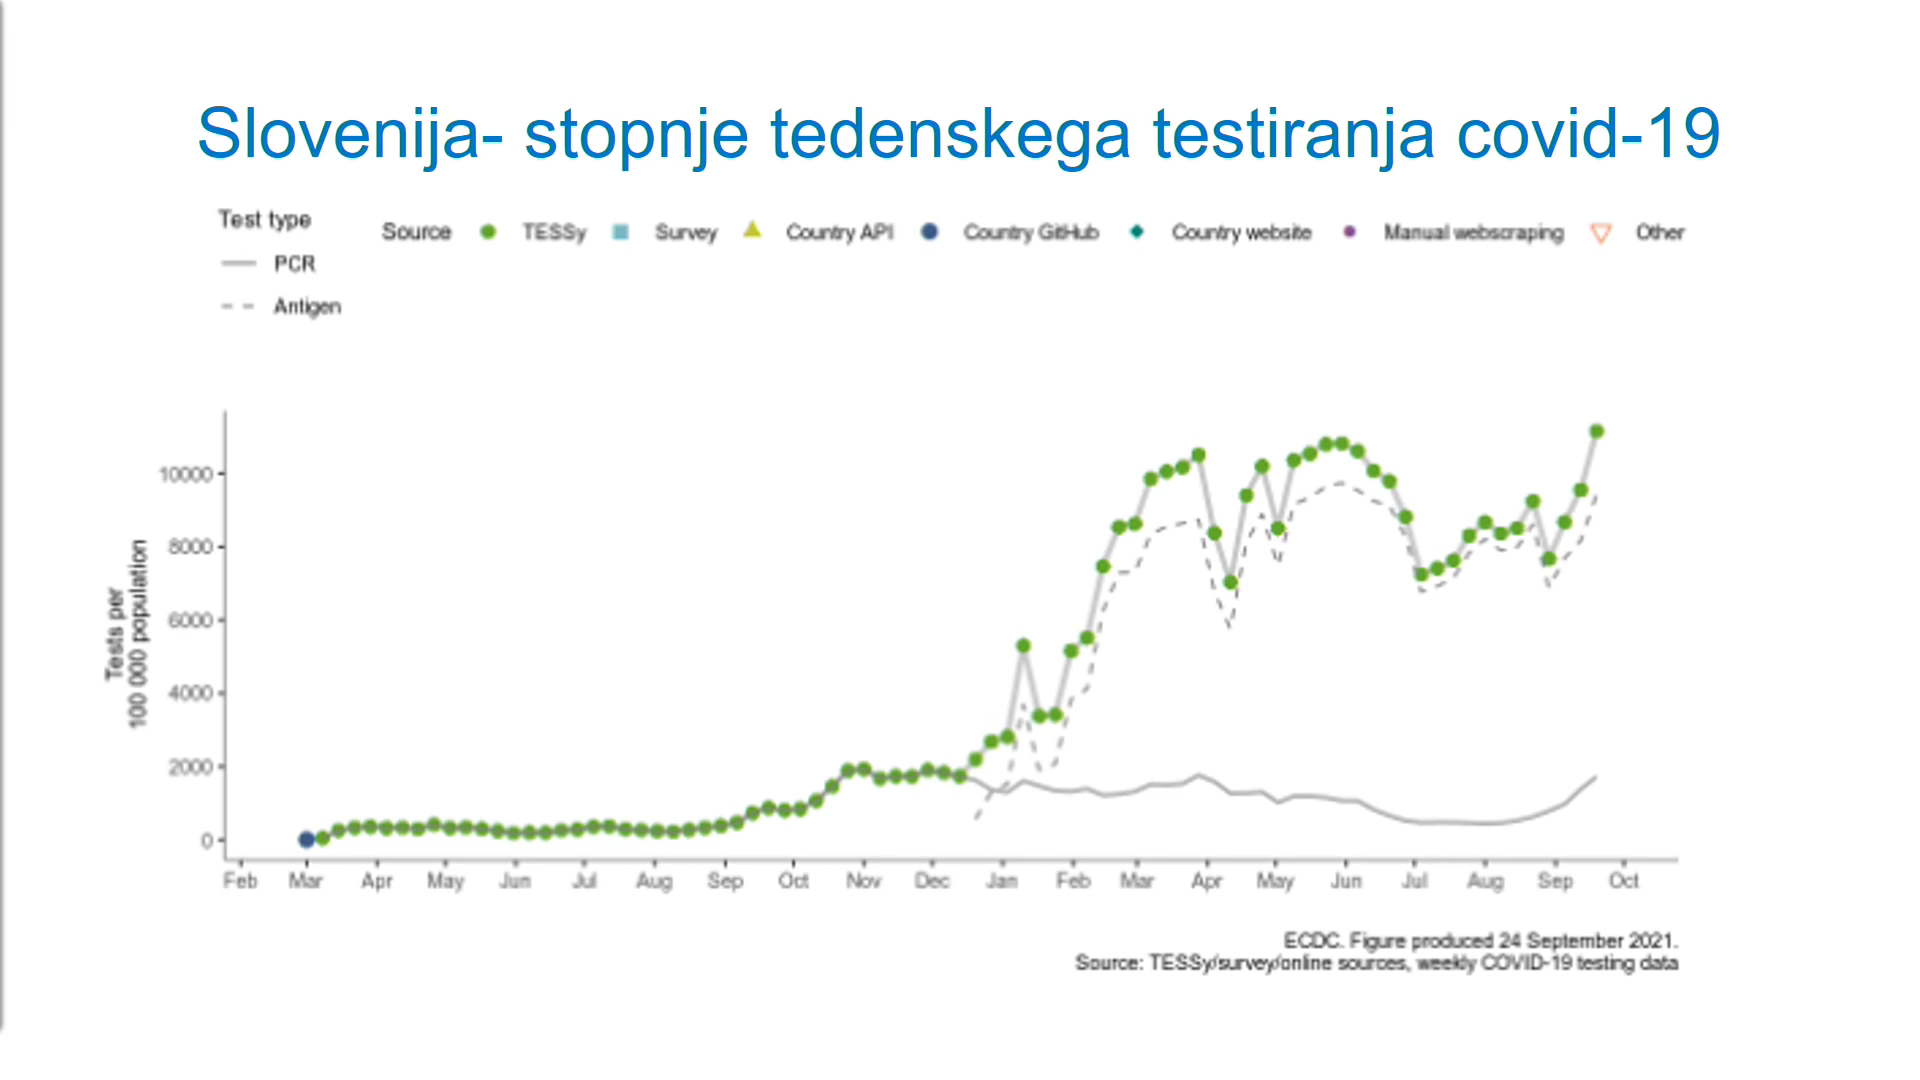 Slovenija- stopnje tedenskega testiranja covid-19
Test type
Source TESSy Survey Country API Country GitHub Country website Manual webscraping Other
PCR
Antigen
Tests per
100 000 population
10000
8000
6000
4000
2000
0
Feb Mar Apr May Jun Jul Aug Sep Oct Nov Dec Jan Feb Mar Apr May Jun Jul Aug Sep Oct
ECDC. Figure produced 24 September 2021.
Source: TESSy/survey/online sources, weekly COVID-19 testing data